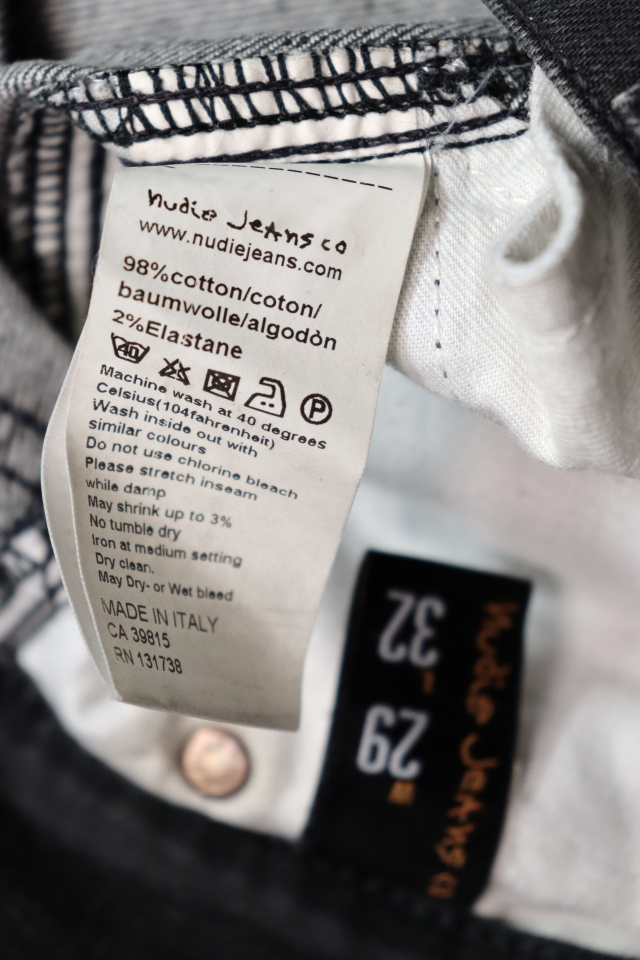 nudie jeans co
www.nudiejeans.com
98%cotton/coton/
baumwolle/algodòn
2%Elastane
40 P
Machine wash at 40 degrees
Celsius(104fahrenheit)
Wash inside out with
similar colours
Do not use chlorine bleach
Please stretch inseam
while damp
May shrink up to 3%
No tumble dry
Iron at medium setting
Dry clean.
May Dry- or Wet bleed
MADE IN ITALY
CA 39815
RN 131738
29 W
32 L
nudie jeans co